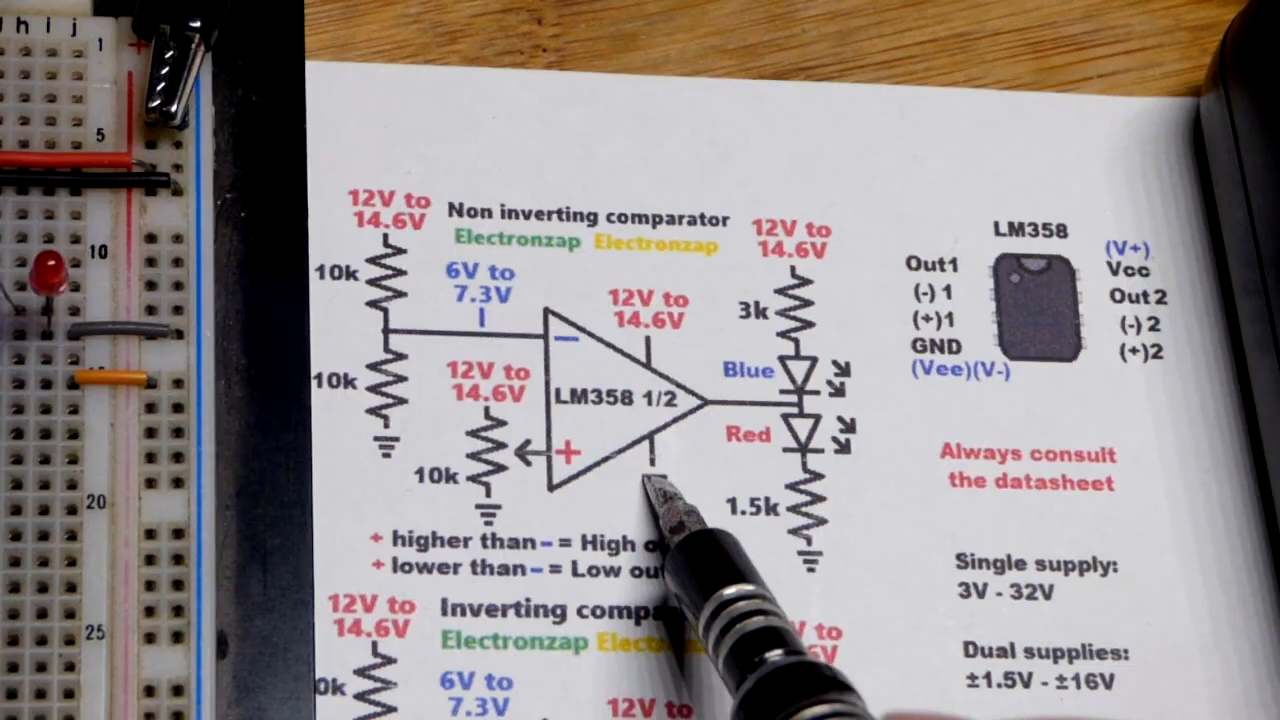 h i j
1
+
5
10
20
25
12V to
14.6V
Non inverting comparator
Electronzap Electronzap
10k
6V to
7.3V
12V to
14.6V
12V to
14.6V
3k
Blue
10k
12V to
14.6V
−
LM358 1/2
+
10k
Red
1.5k
+ higher than - = High
+ lower than - = Low
12V to
14.6V
Inverting
Electronzap
6V to
7.3V
12V to
LM358
Out1
(-) 1
(+)1
GND
(Vee)(V-)
(V+)
Vcc
Out 2
(-) 2
(+)2
Always consult
the datasheet
Single supply:
3V - 32V
Dual supplies:
±1.5V - ±16V